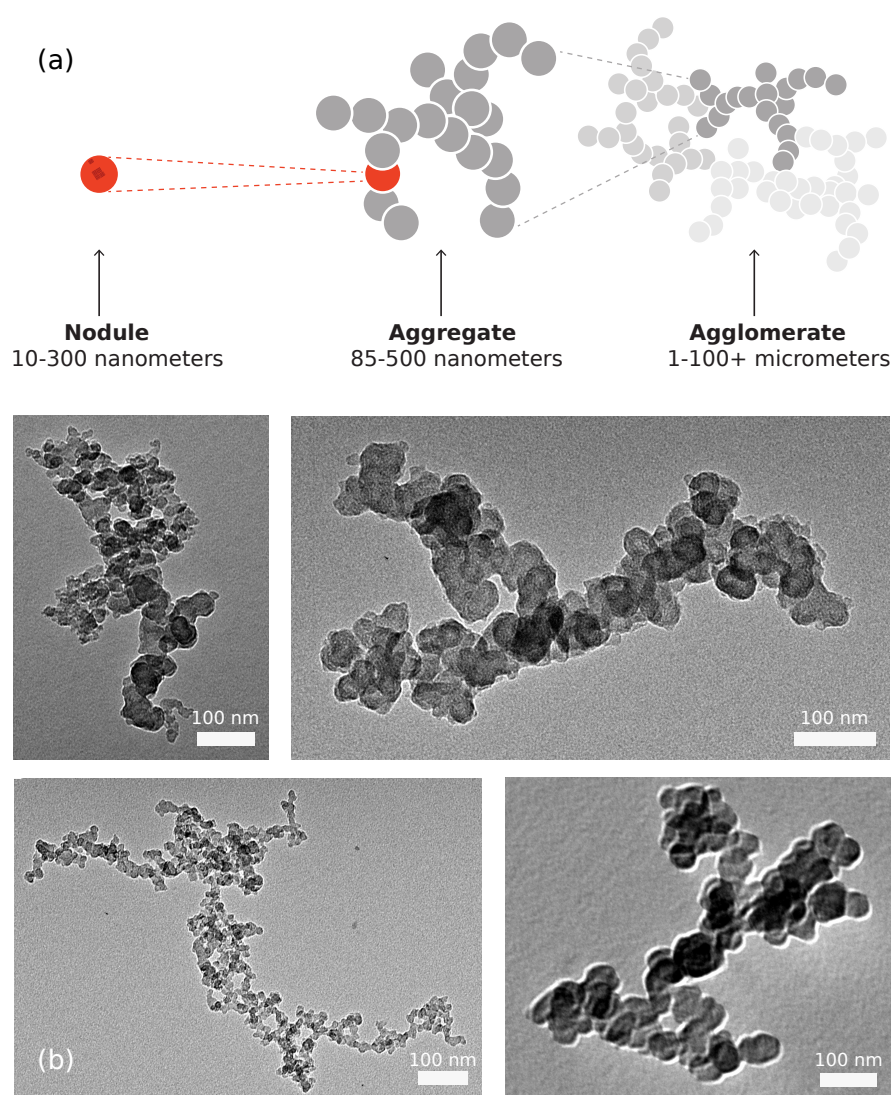 (a)
Nodule
10-300 nanometers
Aggregate
85-500 nanometers
Agglomerate
1-100+ micrometers
100 nm
100 nm
(b)
100 nm
100 nm